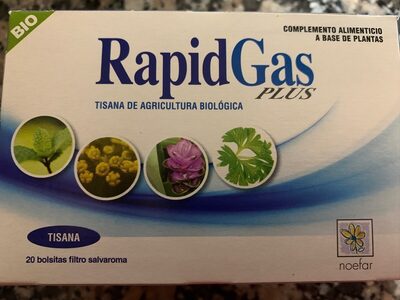 BIO
COMPLEMENTO ALIMENTICIO
A BASE DE PLANTAS
RapidGas
PLUS
TISANA DE AGRICULTURA BIOLÓGICA
TISANA
20 bolsitas filtro salvaroma
noefar